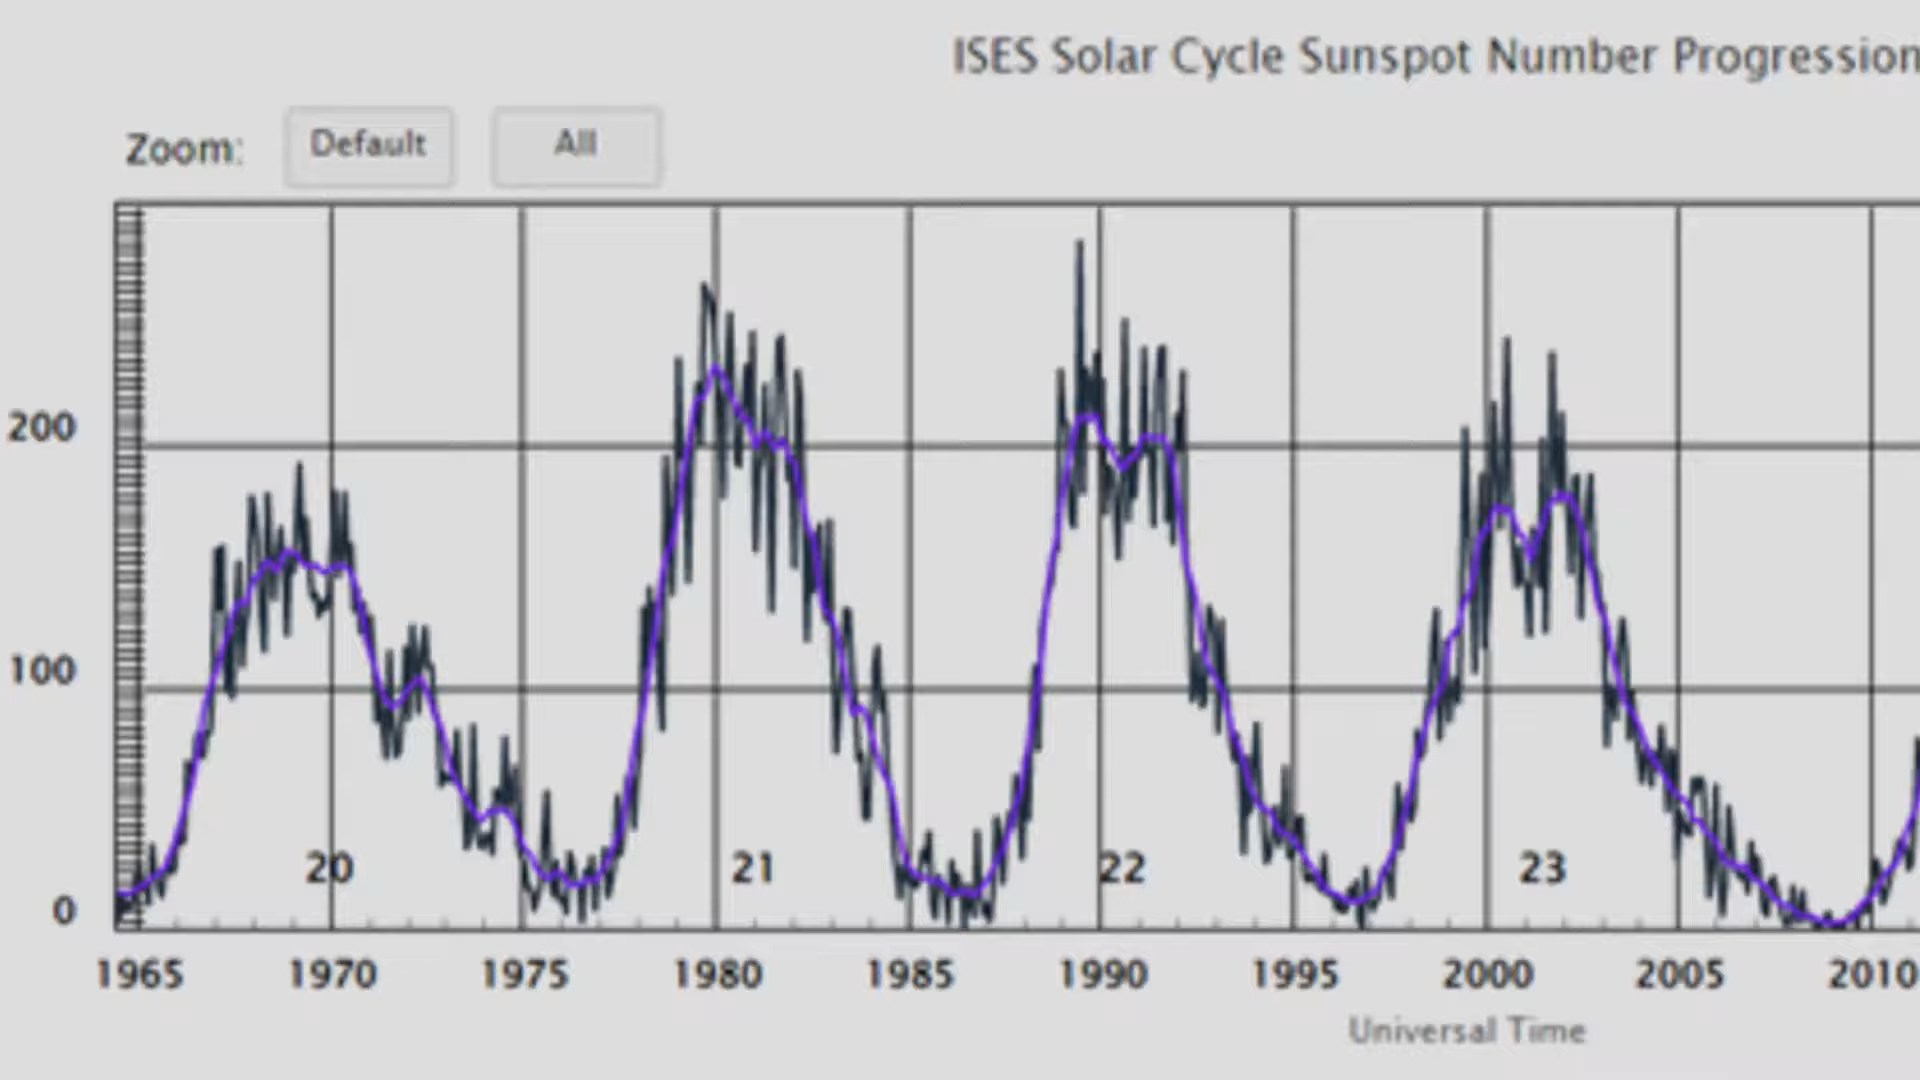 ISES Solar Cycle Sunspot Number Progression
Zoom: Default All
200
100
0
20 21 22 23
1965 1970 1975 1980 1985 1990 1995 2000 2005 2010
Universal Time